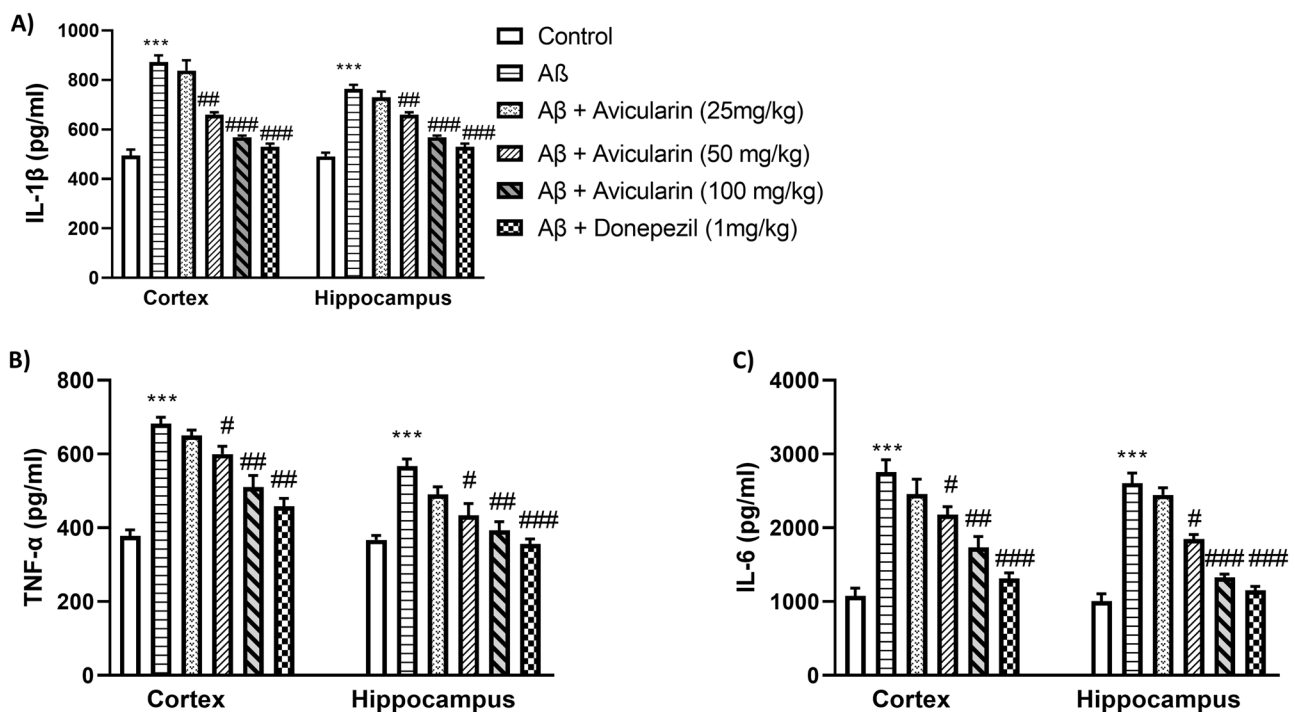 A)
IL-1β (pg/ml)
1000
800
600
400
200
0
***
##
###
###
***
##
###
###
Cortex
Hippocampus
Control
Aß
Aβ + Avicularin (25mg/kg)
Aβ + Avicularin (50 mg/kg)
Aβ + Avicularin (100 mg/kg)
Aβ + Donepezil (1mg/kg)
B)
TNF-α (pg/ml)
800
600
400
200
0
***
#
##
##
***
#
##
###
Cortex
Hippocampus
C)
IL-6 (pg/ml)
4000
3000
2000
1000
0
***
#
##
###
***
#
###
###
Cortex
Hippocampus